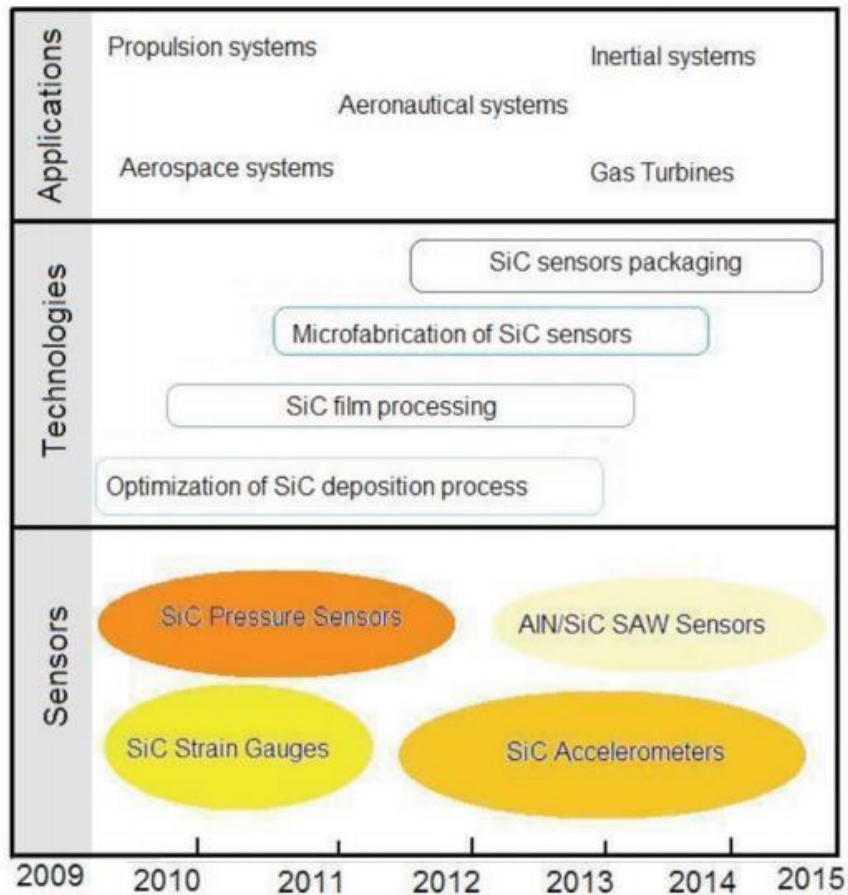 Applications
Propulsion systems
Inertial systems
Aeronautical systems
Aerospace systems
Gas Turbines
Technologies
SiC sensors packaging
Microfabrication of SiC sensors
SiC film processing
Optimization of SiC deposition process
Sensors
SiC Pressure Sensors
AlN/SiC SAW Sensors
SiC Strain Gauges
SiC Accelerometers
2009 2010 2011 2012 2013 2014 2015